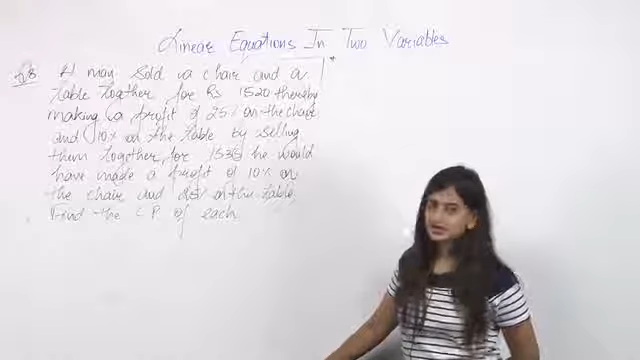 Linear Equations In Two Variables
Q8 A man sold a chair and a
table together for Rs 1520 thereby
making a profit of 25% on the chair
and 10% on the table by selling
them together for 1535 he would
have made a profit of 10% on
the chair and 25% on the table.
Find the C P of each